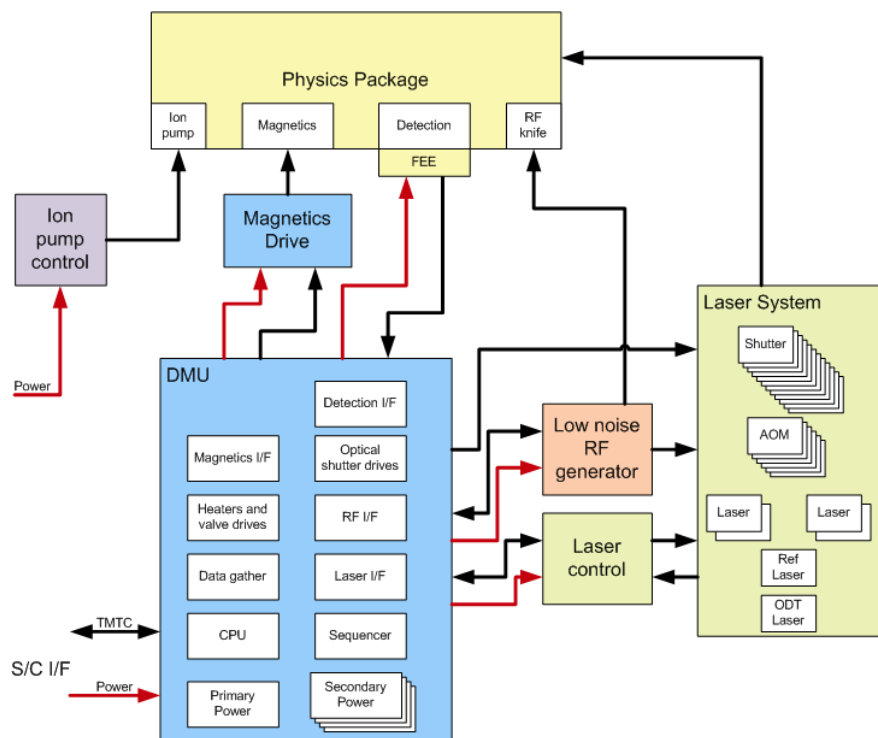 Physics Package
Ion
pump
Magnetics
Detection
RF
knife
FEE
Ion
pump
control
Magnetics
Drive
Power
Laser System
Shutter
AOM
Laser
Laser
Ref
Laser
ODT
Laser
DMU
Detection I/F
Magnetics I/F
Optical
shutter drives
Heaters and
valve drives
RF I/F
Data gather
Laser I/F
CPU
Sequencer
Primary
Power
Secondary
Power
Low noise
RF
generator
Laser
control
TMTC
S/C I/F
Power